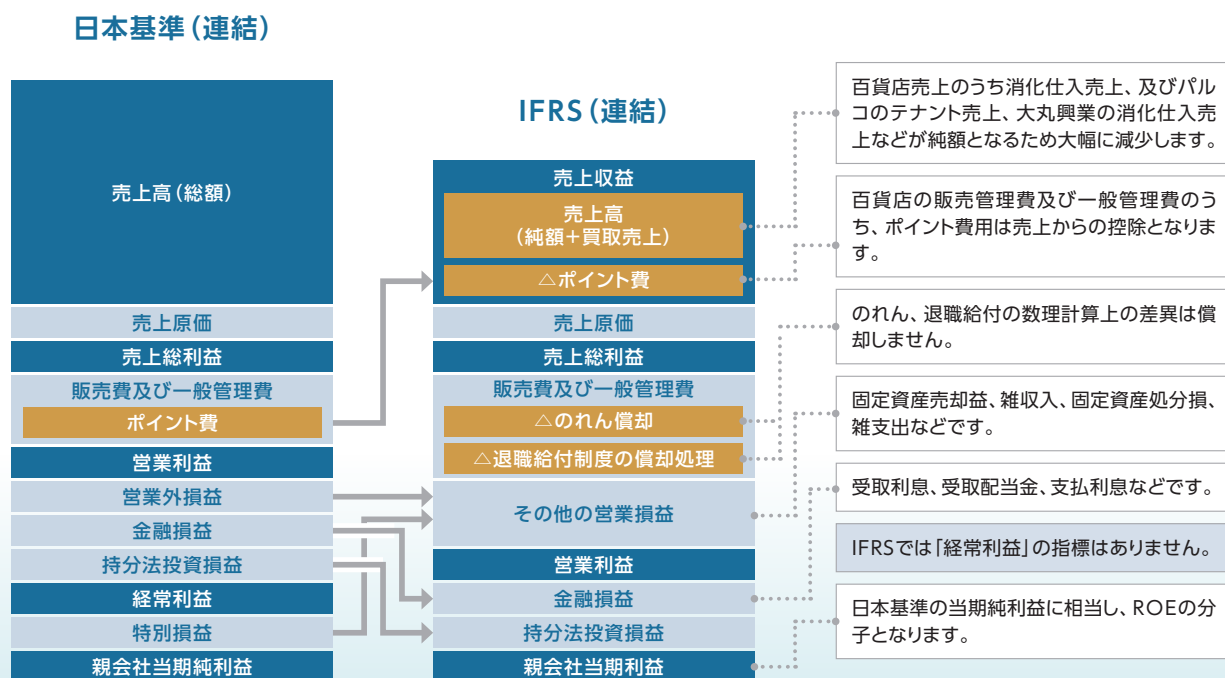 日本基準（連結）
売上高（総額）
売上原価
売上総利益
販売費及び一般管理費
ポイント費
営業利益
営業外損益
金融損益
持分法投資損益
経常利益
特別損益
親会社当期純利益
IFRS（連結）
売上収益
売上高
（純額＋買取売上）
△ポイント費
売上原価
売上総利益
販売費及び一般管理費
△のれん償却
△退職給付制度の償却処理
その他の営業損益
営業利益
金融損益
持分法投資損益
親会社当期利益
百貨店売上のうち消化仕入売上、及びパル
コのテナント売上、大丸興業の消化仕入売
上などが純額となるため大幅に減少します。
百貨店の販売管理費及び一般管理費のう
ち、ポイント費用は売上からの控除となりま
す。
のれん、退職給付の数理計算上の差異は償
却しません。
固定資産売却益、雑収入、固定資産処分損、
雑支出などです。
受取利息、受取配当金、支払利息などです。
IFRSでは「経常利益」の指標はありません。
日本基準の当期純利益に相当し、ROEの分
子となります。